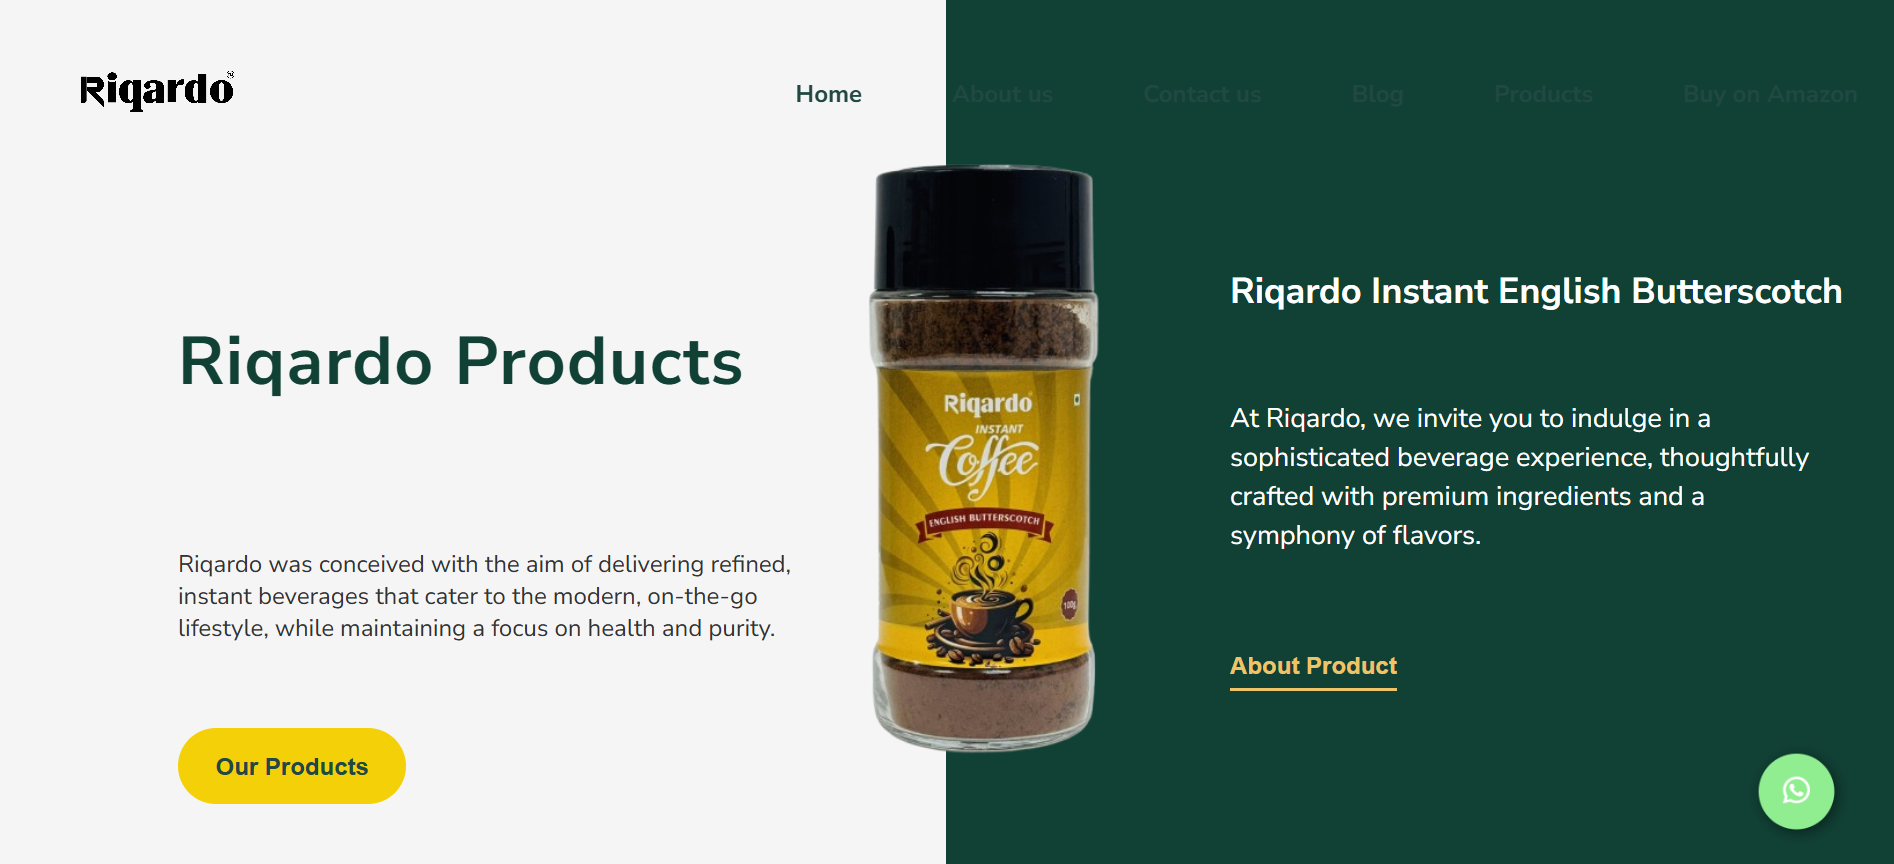 Riqardo
Home
About us
Contact us
Blog
Products
Buy on Amazon
Riqardo Products
Riqardo was conceived with the aim of delivering refined,
instant beverages that cater to the modern, on-the-go
lifestyle, while maintaining a focus on health and purity.
Our Products
Riqardo
INSTANT
Coffee
ENGLISH BUTTERSCOTCH
100g
Riqardo Instant English Butterscotch
At Riqardo, we invite you to indulge in a
sophisticated beverage experience, thoughtfully
crafted with premium ingredients and a
symphony of flavors.
About Product